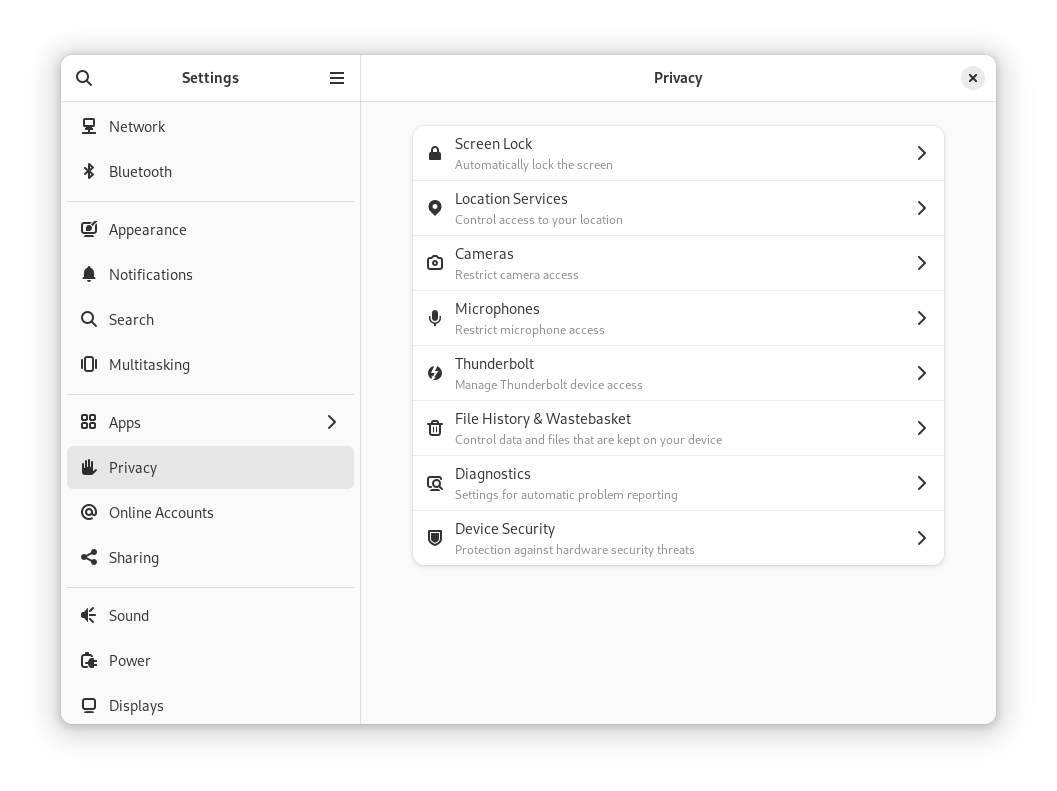 Settings
Network
Bluetooth
Appearance
Notifications
Search
Multitasking
Apps
Privacy
Online Accounts
Sharing
Sound
Power
Displays
Privacy
Screen Lock
Automatically lock the screen
Location Services
Control access to your location
Cameras
Restrict camera access
Microphones
Restrict microphone access
Thunderbolt
Manage Thunderbolt device access
File History & Wastebasket
Control data and files that are kept on your device
Diagnostics
Settings for automatic problem reporting
Device Security
Protection against hardware security threats